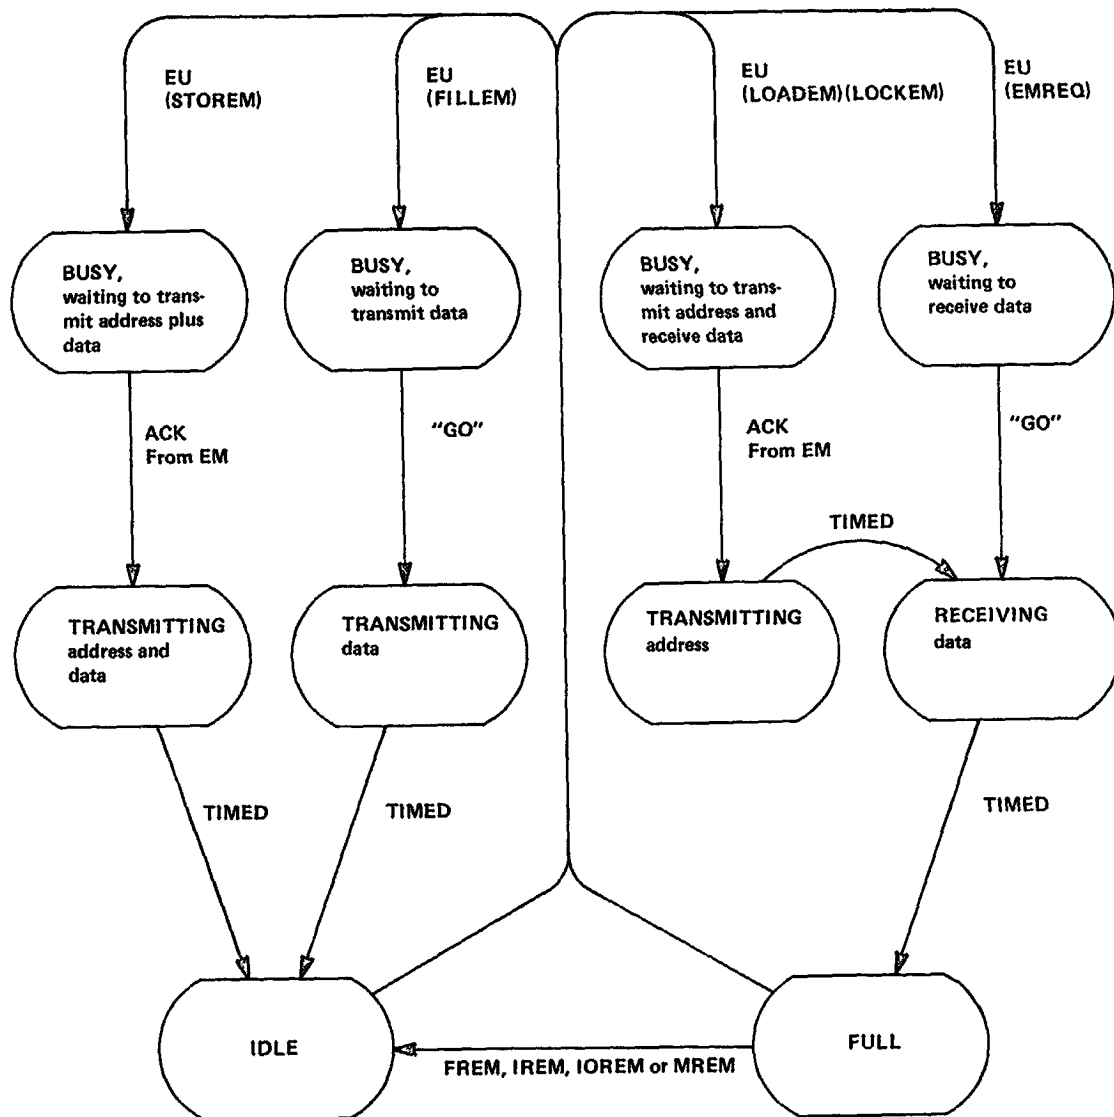 EU
(STOREM)
EU
(FILLEM)
EU
(LOADEM)(LOCKEM)
EU
(EMREQ)
BUSY,
waiting to trans-
mit address plus
data
BUSY,
waiting to
transmit data
BUSY,
waiting to trans-
mit address and
receive data
BUSY,
waiting to
receive data
ACK
From EM
"GO"
ACK
From EM
"GO"
TIMED
TRANSMITTING
address and
data
TRANSMITTING
data
TRANSMITTING
address
RECEIVING
data
TIMED
TIMED
TIMED
IDLE
FULL
FREM, IREM, IOREM or MREM